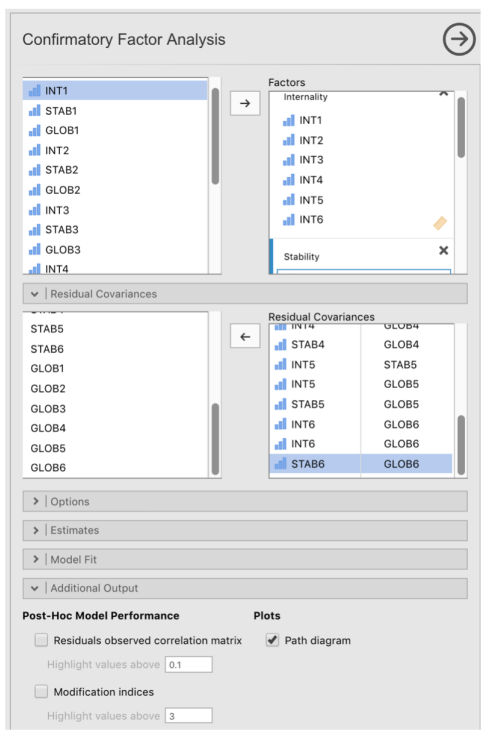 Confirmatory Factor Analysis
INT1
STAB1
GLOB1
INT2
STAB2
GLOB2
INT3
STAB3
GLOB3
INT4
Factors
Internality
INT1
INT2
INT3
INT4
INT5
INT6
Stability
Residual Covariances
STAB5
STAB6
GLOB1
GLOB2
GLOB3
GLOB4
GLOB5
GLOB6
Residual Covariances
INT4 GLOB4
STAB4 GLOB4
INT5 STAB5
INT5 GLOB5
STAB5 GLOB5
INT6 GLOB6
INT6 GLOB6
STAB6 GLOB6
Options
Estimates
Model Fit
Additional Output
Post-Hoc Model Performance
Residuals observed correlation matrix
Highlight values above 0.1
Modification indices
Highlight values above 3
Plots
Path diagram